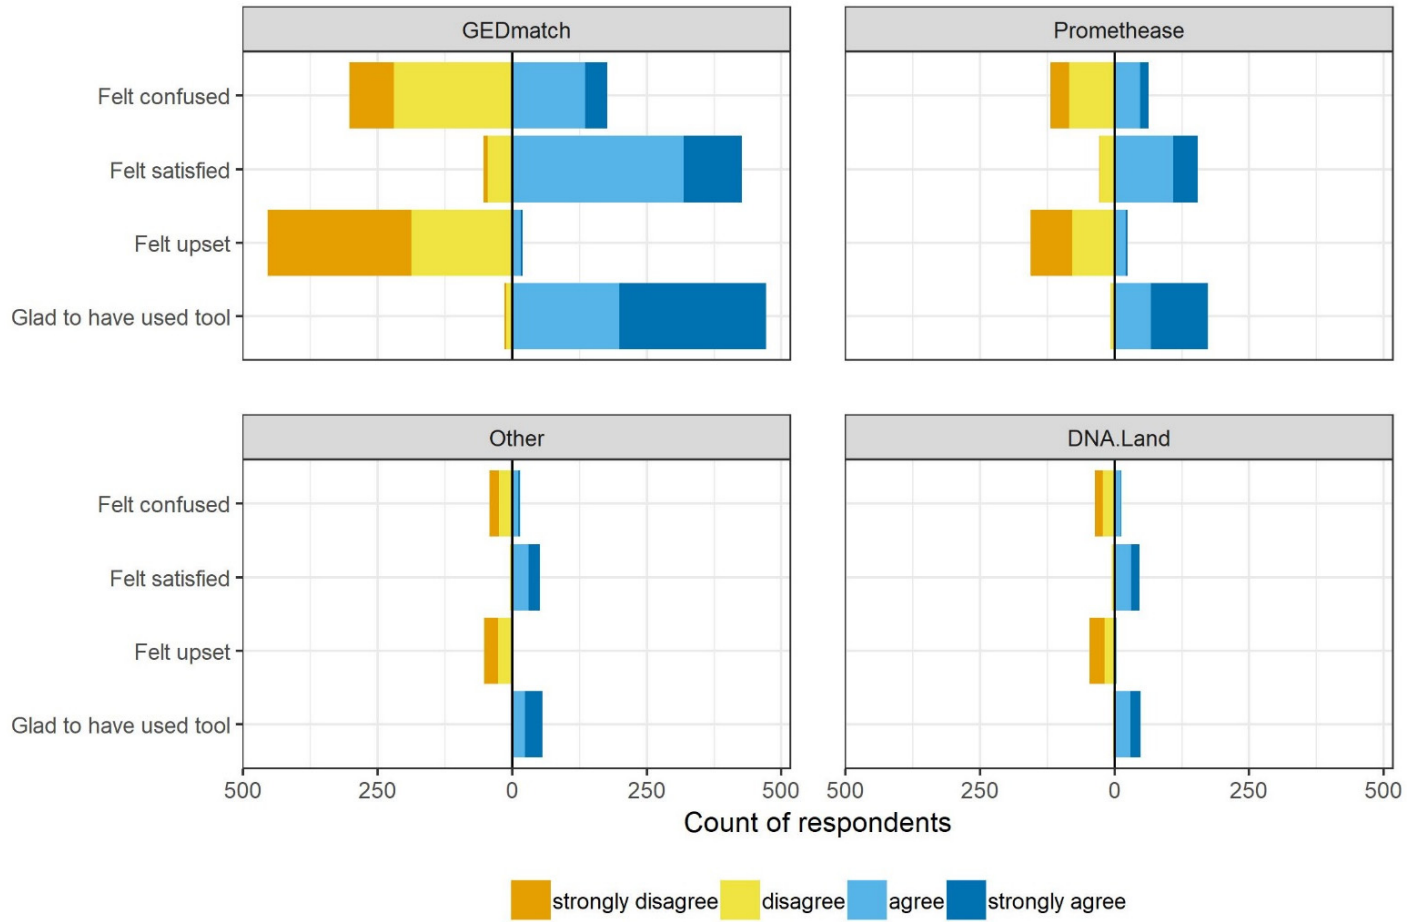 GEDmatch
Promethease
Felt confused
Felt satisfied
Felt upset
Glad to have used tool
Other
DNA.Land
Felt confused
Felt satisfied
Felt upset
Glad to have used tool
500 250 0 250 500 500 250 0 250 500
Count of respondents
strongly disagree disagree agree strongly agree